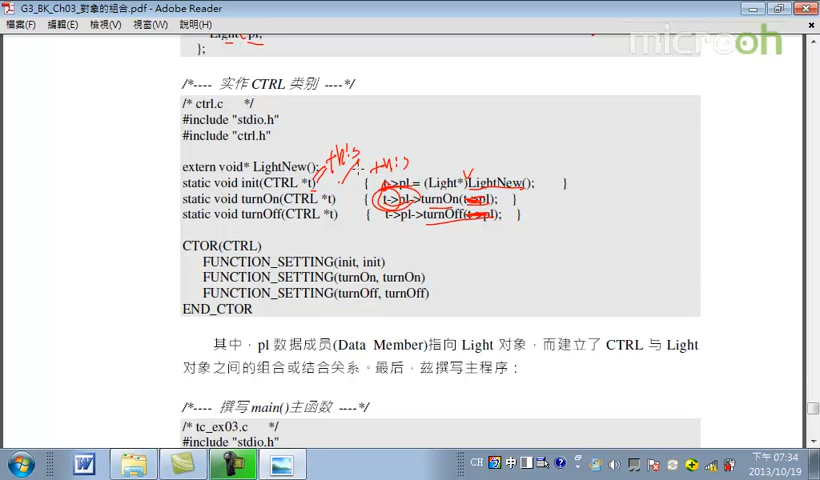 G3_BK_Ch03_對象的組合.pdf - Adobe Reader
檔案(F) 編輯(E) 檢視(V) 視窗(W) 說明(H)
microoh
Light *pl;
};
/*---- 实作 CTRL 类别 ----*/
/* ctrl.c */
#include "stdio.h"
#include "ctrl.h"
this
this
extern void* LightNew();
static void init(CTRL *t) { t->pl = (Light*)LightNew(); }
static void turnOn(CTRL *t) { t->pl->turnOn(t->pl); }
static void turnOff(CTRL *t) { t->pl->turnOff(t->pl); }
CTOR(CTRL)
FUNCTION_SETTING(init, init)
FUNCTION_SETTING(turnOn, turnOn)
FUNCTION_SETTING(turnOff, turnOff)
END_CTOR
其中，pl 数据成员(Data Member)指向 Light 对象，而建立了 CTRL 与 Light
对象之间的组合或结合关系。最后，兹撰写主程序：
/*---- 撰写 main()主函数 ----*/
/* tc_ex03.c */
#include "stdio.h"
CH 中
下午 07:34
2013/10/19